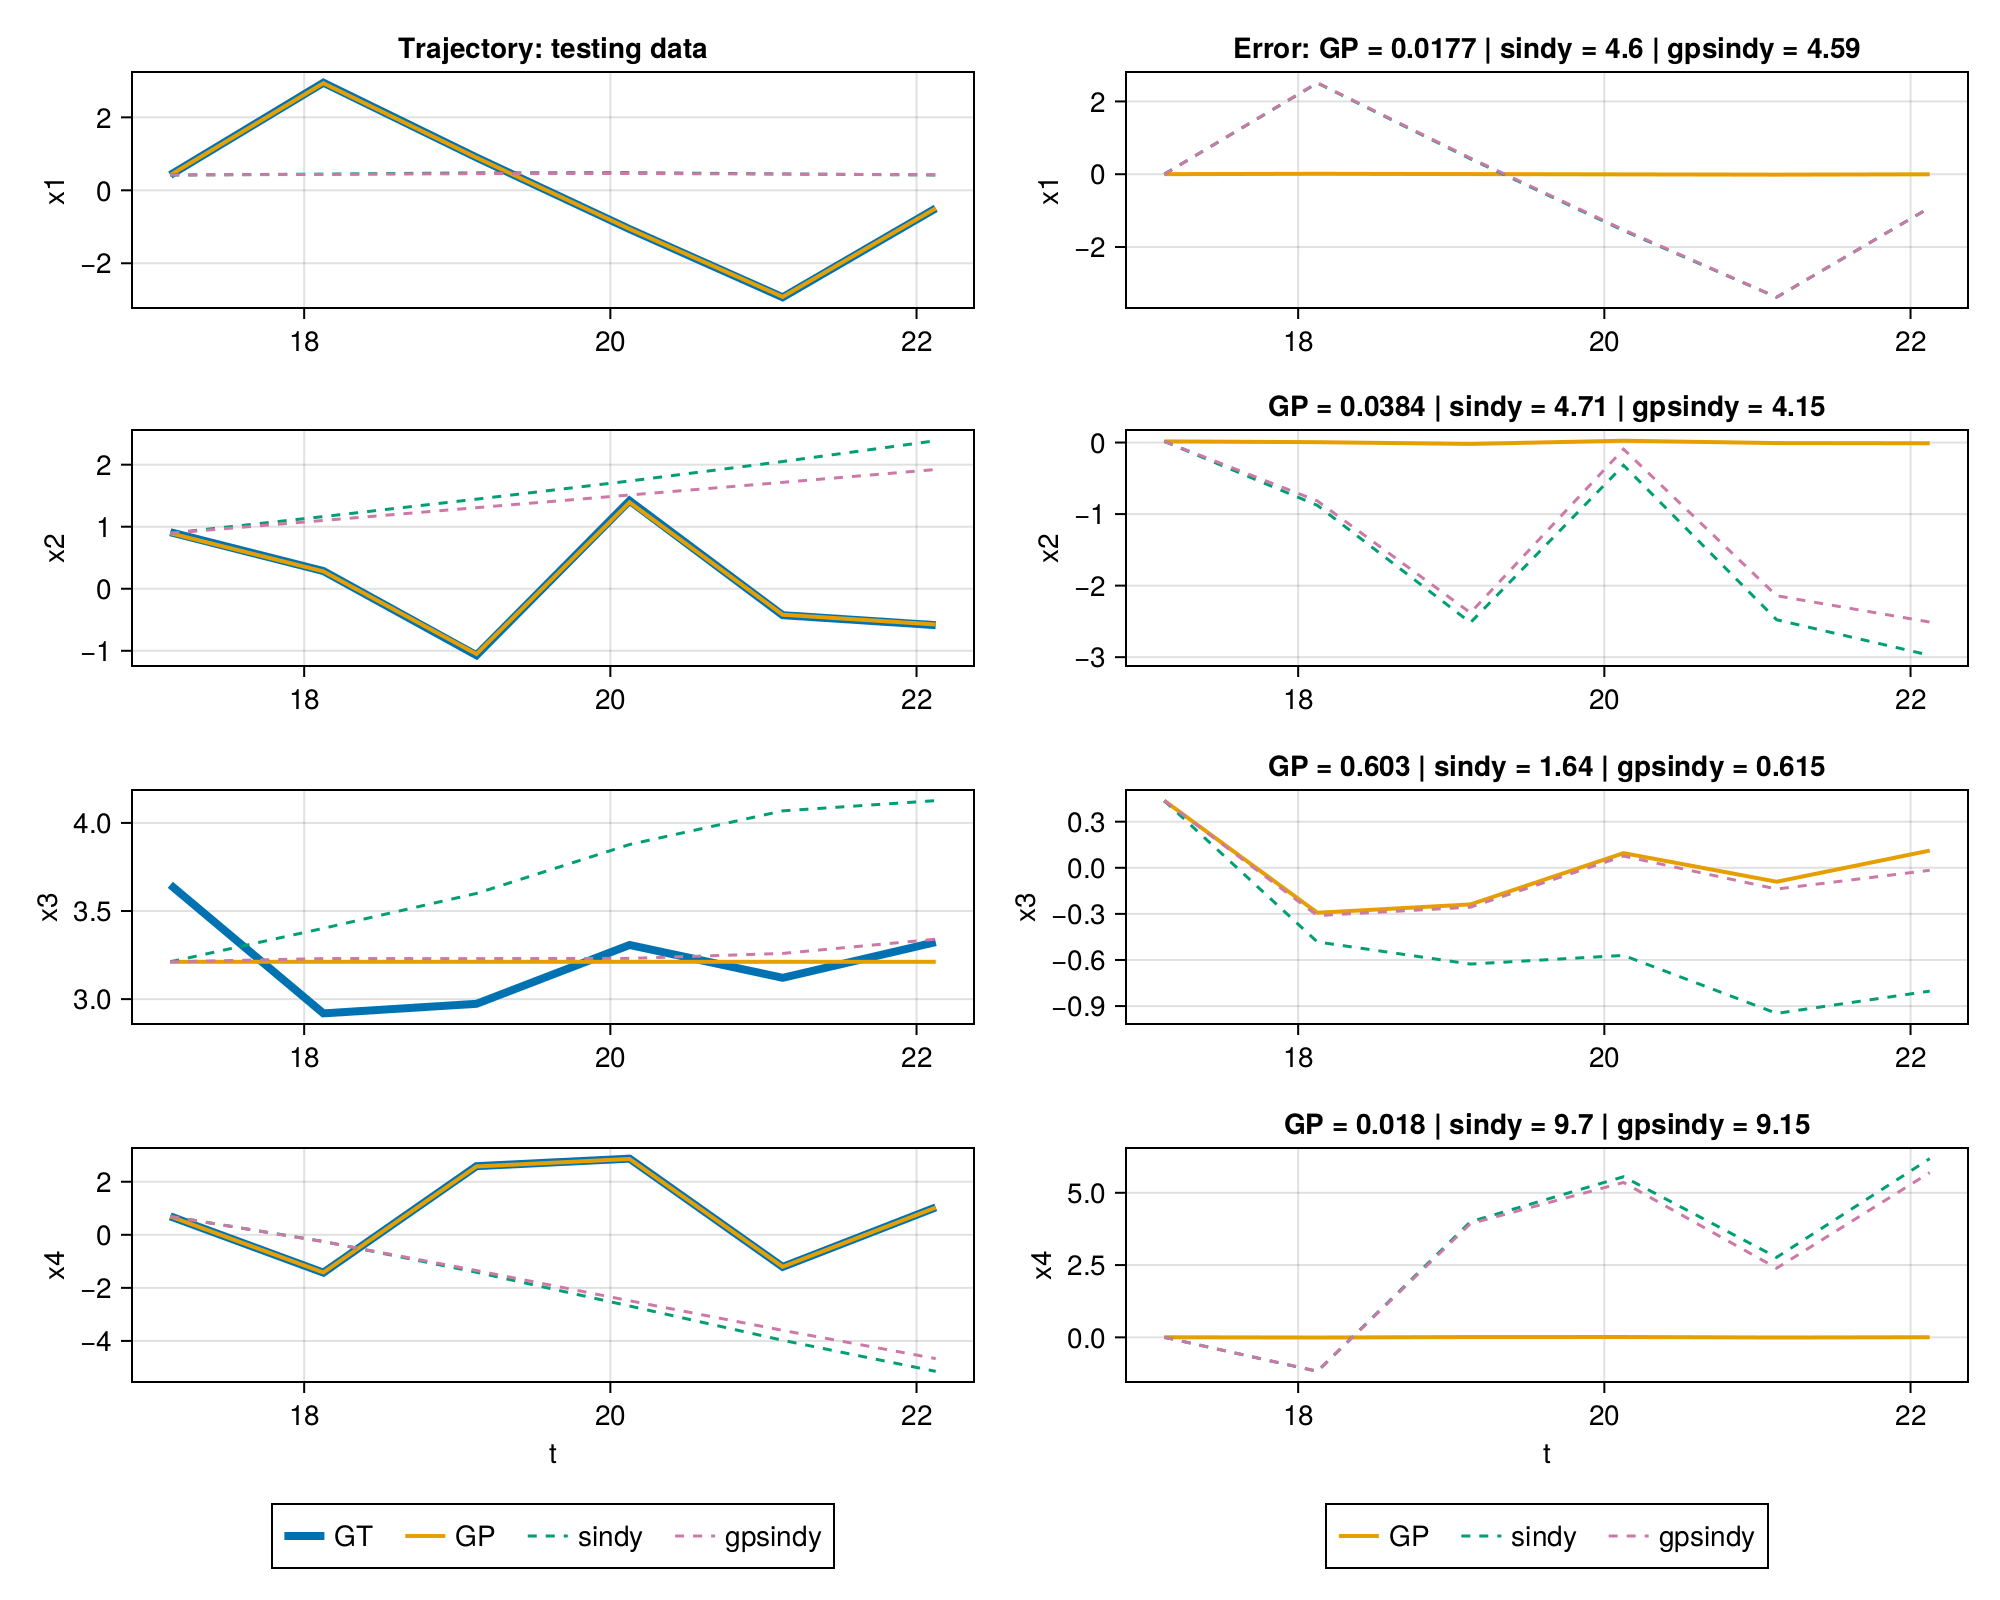 Trajectory: testing data
x1
2
0
−2
18 20 22
Error: GP = 0.0177 | sindy = 4.6 | gpsindy = 4.59
x1
2
0
−2
18 20 22
x2
2
1
0
−1
18 20 22
GP = 0.0384 | sindy = 4.71 | gpsindy = 4.15
x2
0
−1
−2
−3
18 20 22
x3
4.0
3.5
3.0
18 20 22
GP = 0.603 | sindy = 1.64 | gpsindy = 0.615
x3
0.3
0.0
−0.3
−0.6
−0.9
18 20 22
x4
2
0
−2
−4
18 20 22
t
GP = 0.018 | sindy = 9.7 | gpsindy = 9.15
x4
5.0
2.5
0.0
18 20 22
t
GT GP sindy gpsindy
GP sindy gpsindy